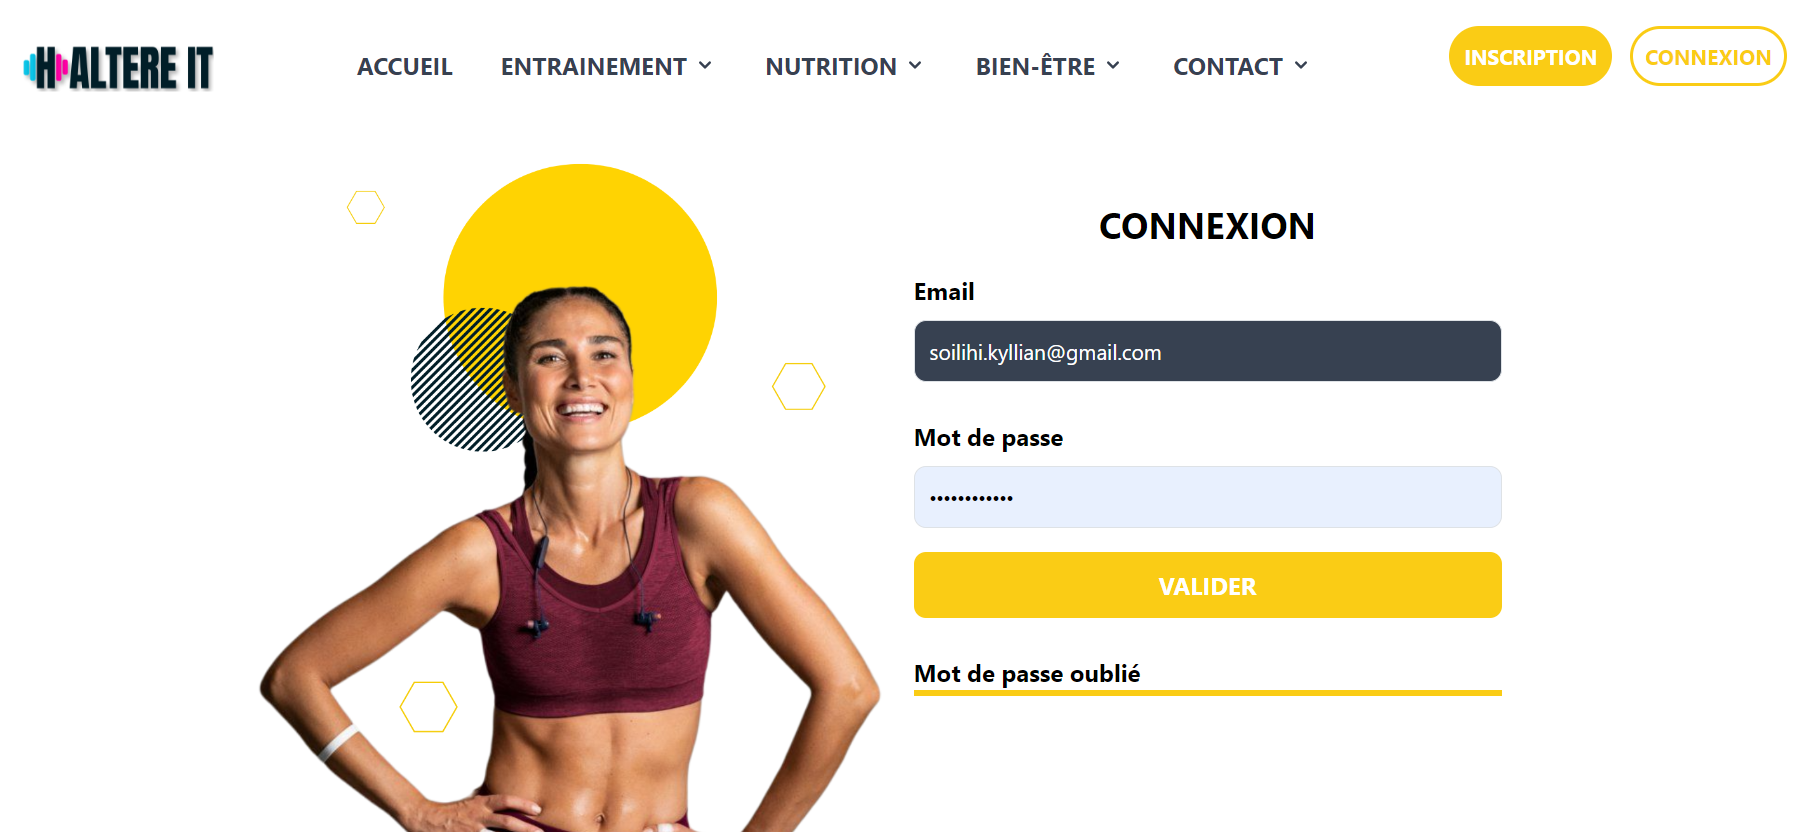 H-ALTERE IT
ACCUEIL
ENTRAINEMENT
NUTRITION
BIEN-ÊTRE
CONTACT
INSCRIPTION
CONNEXION
CONNEXION
Email
soilihi.kyllian@gmail.com
Mot de passe
••••••••••••
VALIDER
Mot de passe oublié